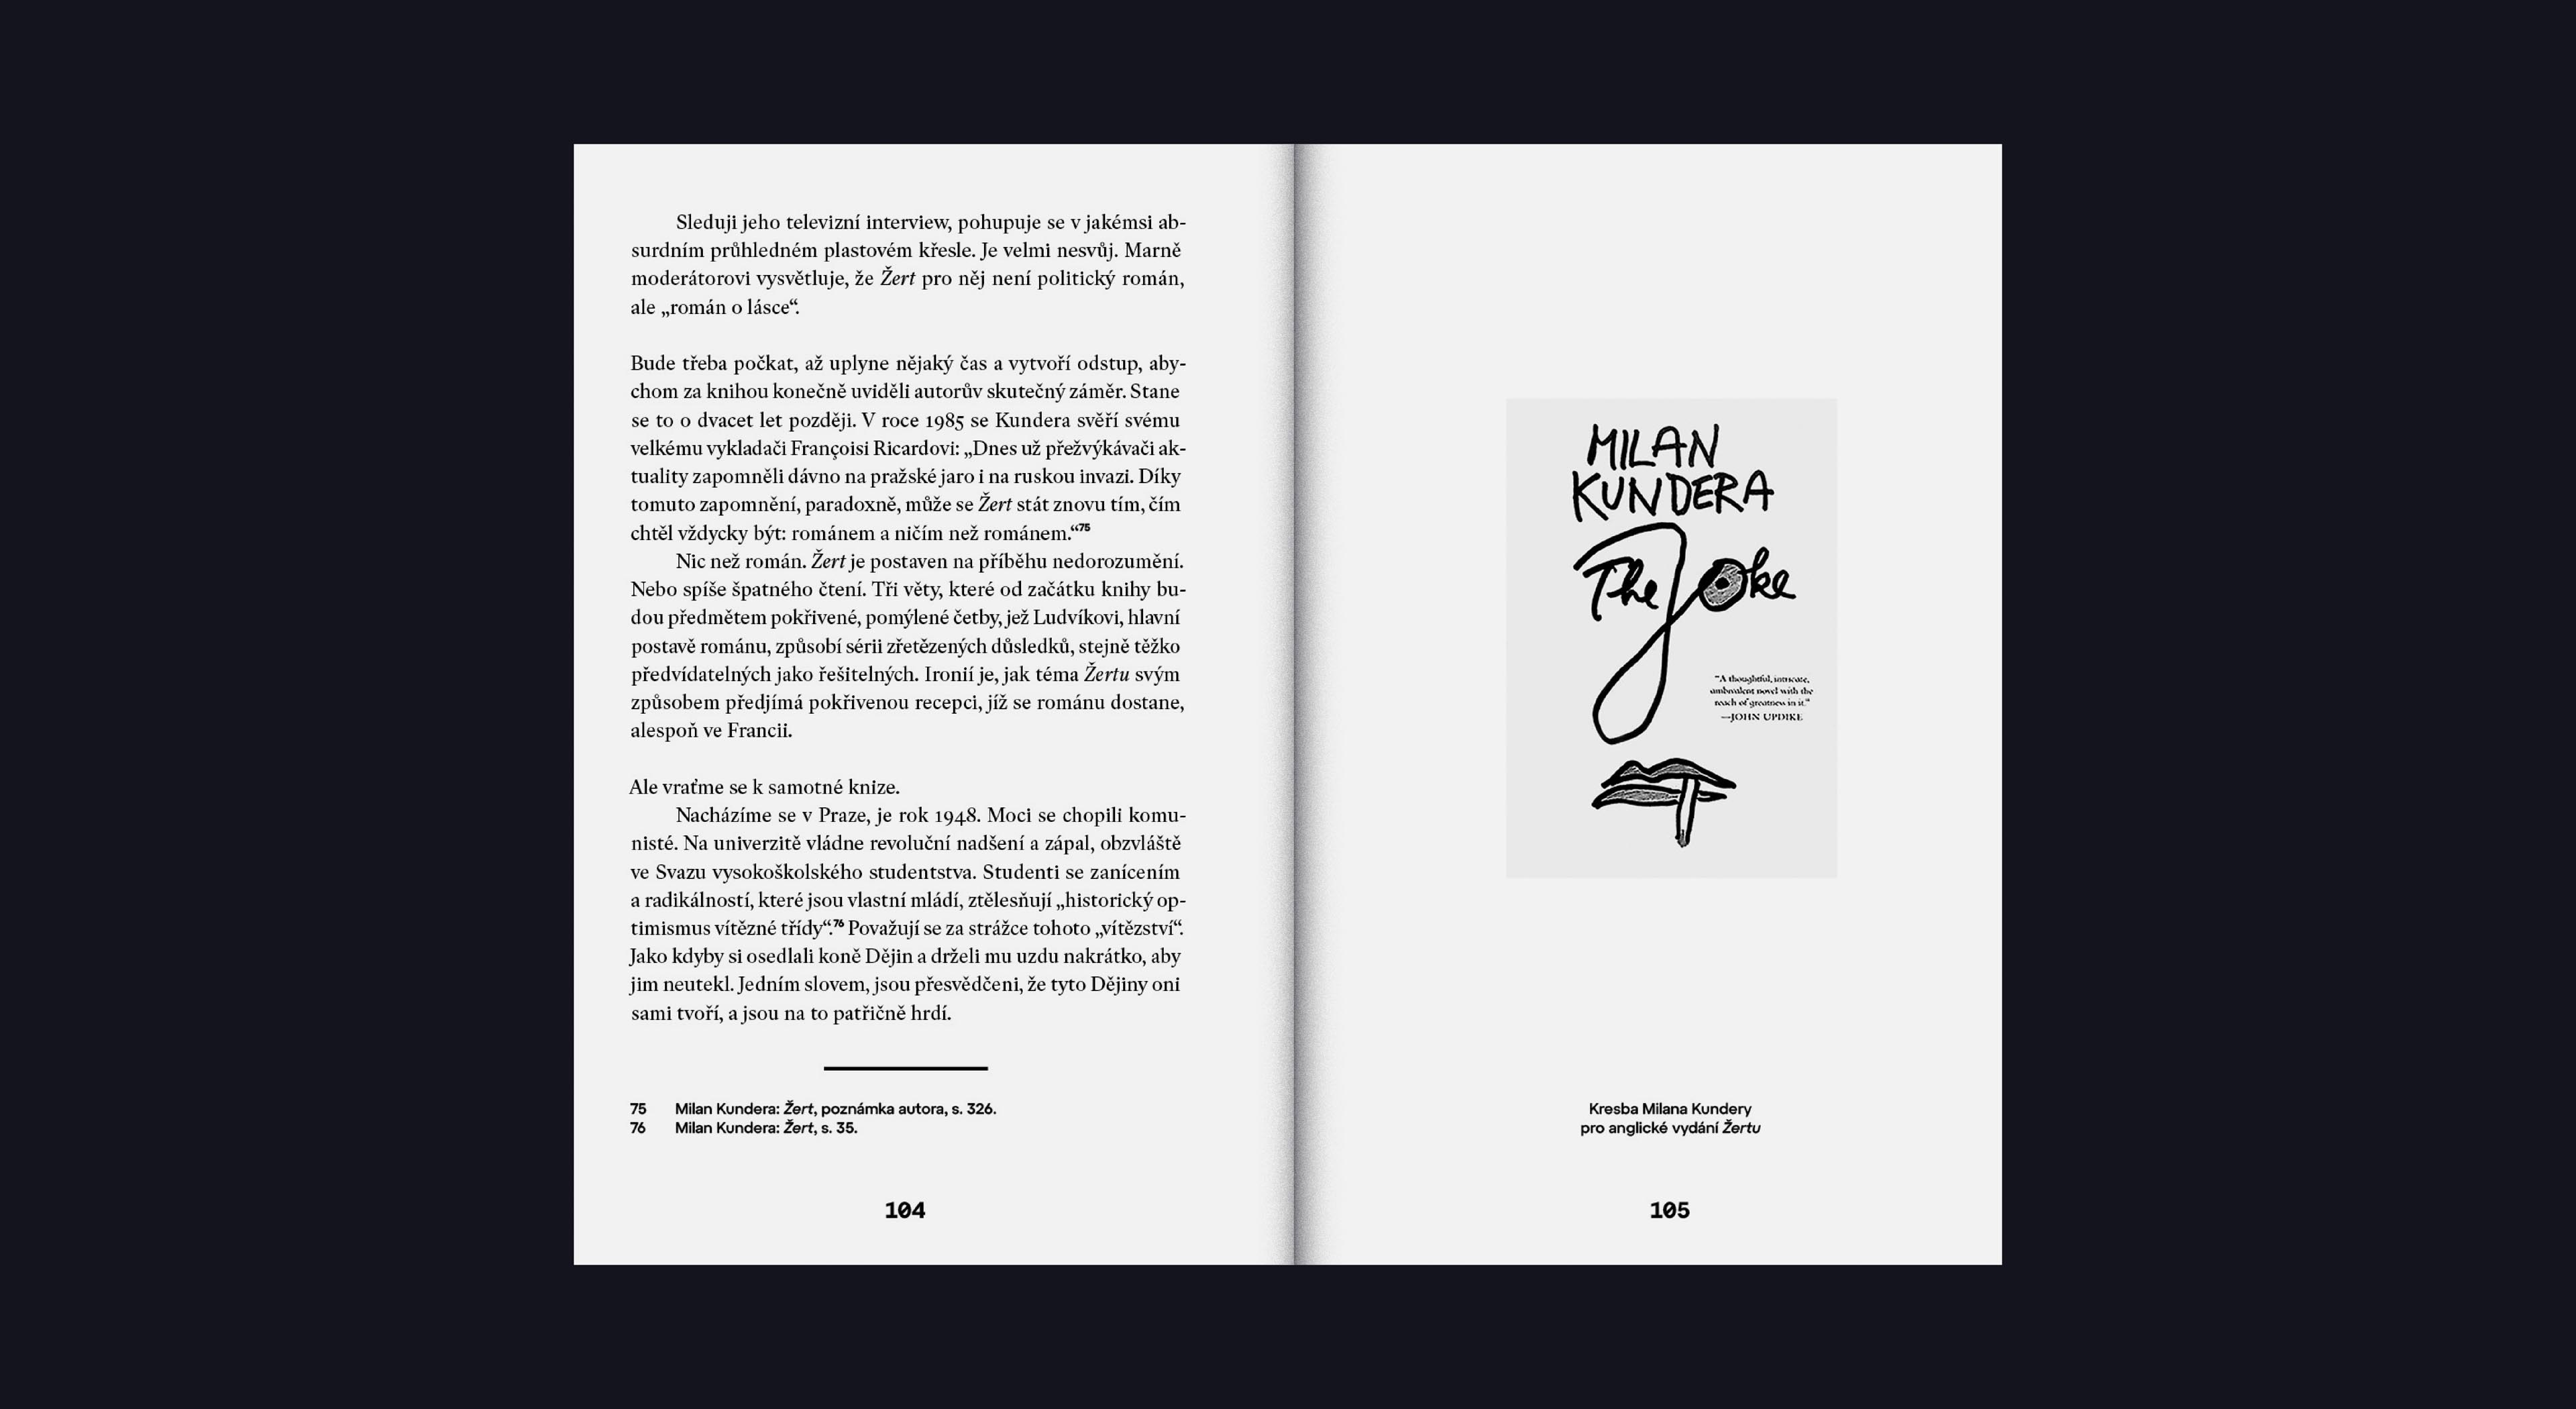 Sleduji jeho televizní interview, pohupuje se v jakémsi ab-
surdním průhledném plastovém křesle. Je velmi nesvůj. Marně
moderátorovi vysvětluje, že Žert pro něj není politický román,
ale „román o lásce“.
Bude třeba počkat, až uplyne nějaký čas a vytvoří odstup, aby-
chom za knihou konečně uviděli autorův skutečný záměr. Stane
se to o dvacet let později. V roce 1985 se Kundera svěří svému
velkému vykladači Françoisi Ricardovi: „Dnes už přežvýkávači ak-
tuality zapomněli dávno na pražské jaro i na ruskou invazi. Díky
tomuto zapomnění, paradoxně, může se Žert stát znovu tím, čím
chtěl vždycky být: románem a ničím než románem.“75
Nic než román. Žert je postaven na příběhu nedorozumění.
Nebo spíše špatného čtení. Tři věty, které od začátku knihy bu-
dou předmětem pokřivené, pomýlené četby, jež Ludvíkovi, hlavní
postavě románu, způsobí sérii zřetězených důsledků, stejně těžko
předvídatelných jako řešitelných. Ironií je, jak téma Žertu svým
způsobem předjímá pokřivenou recepci, jíž se románu dostane,
alespoň ve Francii.
Ale vraťme se k samotné knize.
Nacházíme se v Praze, je rok 1948. Moci se chopili komu-
nisté. Na univerzitě vládne revoluční nadšení a zápal, obzvláště
ve Svazu vysokoškolského studentstva. Studenti se zanícením
a radikálností, které jsou vlastní mládí, ztělesňují „historický op-
timismus vítězné třídy“.76 Považují se za strážce tohoto „vítězství“.
Jako kdyby si osedlali koně Dějin a drželi mu uzdu nakrátko, aby
jim neutekl. Jedním slovem, jsou přesvědčeni, že tyto Dějiny oni
sami tvoří, a jsou na to patřičně hrdí.
75 Milan Kundera: Žert, poznámka autora, s. 326.
76 Milan Kundera: Žert, s. 35.
104
MILAN
KUNDERA
The Joke
"A thoughtful, intricate,
ambivalent novel with the
reach of greatness in it."
—JOHN UPDIKE
Kresba Milana Kundery
pro anglické vydání Žertu
105